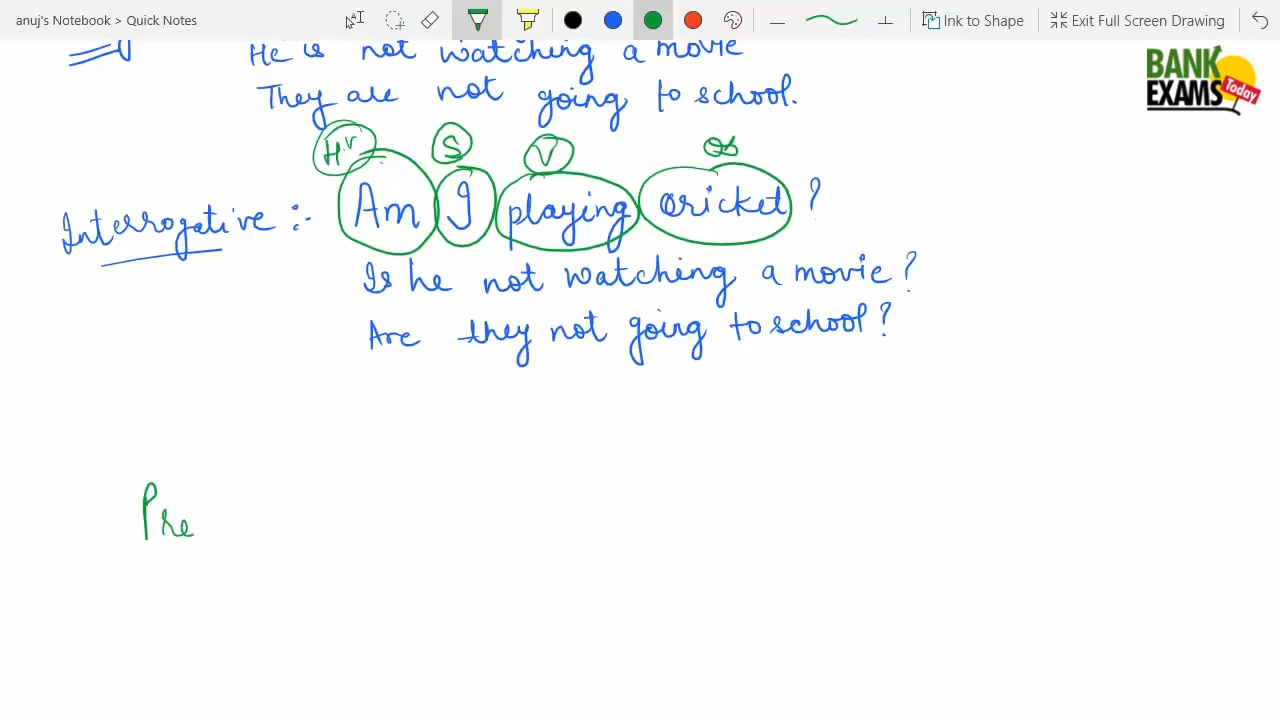 anuj's Notebook > Quick Notes
Ink to Shape
Exit Full Screen Drawing
BANK
EXAMS Today
He is not watching a movie
They are not going to school.
H.V S V
Interrogative :- Am I playing cricket ?
Is he not watching a movie?
Are they not going to school?
Pre